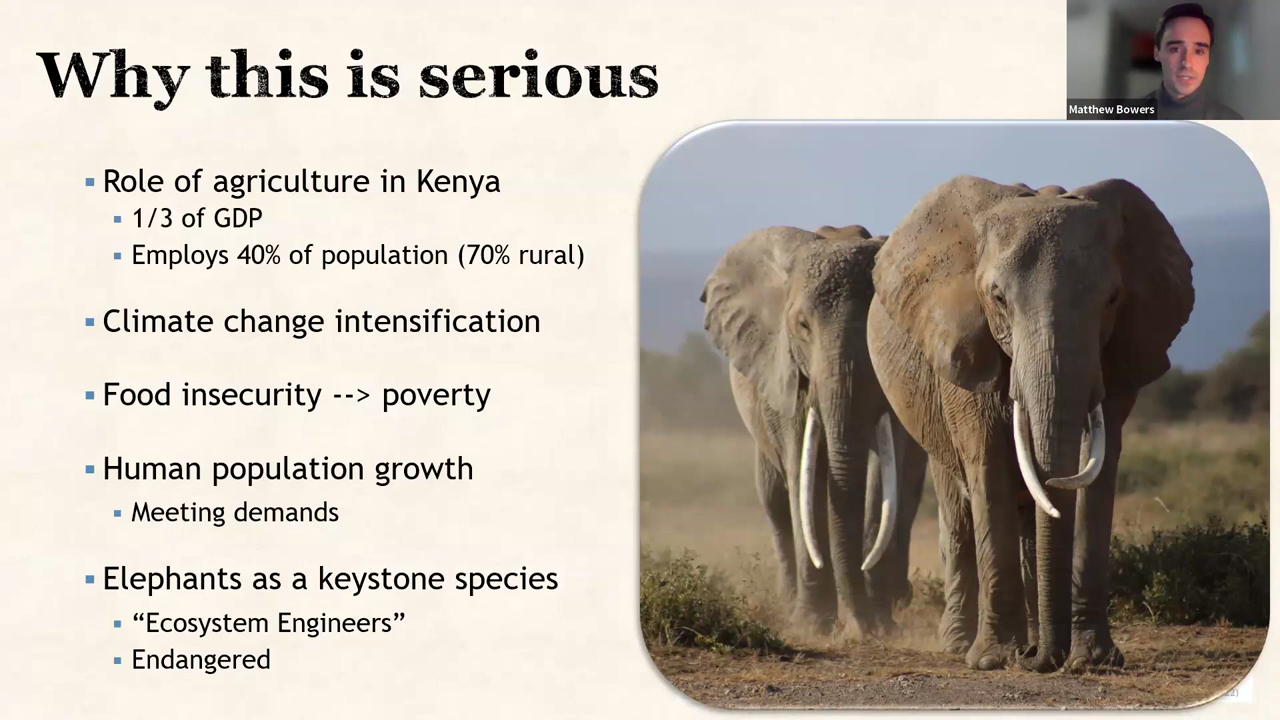 Why this is serious
Matthew Bowers
Role of agriculture in Kenya
1/3 of GDP
Employs 40% of population (70% rural)
Climate change intensification
Food insecurity --> poverty
Human population growth
Meeting demands
Elephants as a keystone species
“Ecosystem Engineers”
Endangered